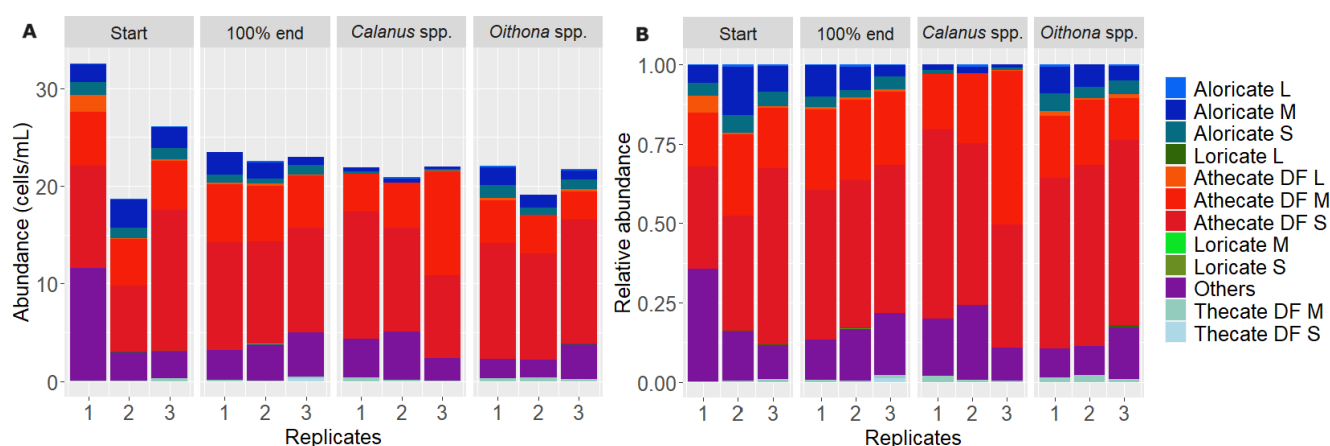 A
Start
100% end
Calanus spp.
Oithona spp.
Abundance (cells/mL)
30
20
10
0
1 2 3 1 2 3 1 2 3 1 2 3
Replicates
B
Start
100% end
Calanus spp.
Oithona spp.
Relative abundance
1.00
0.75
0.50
0.25
0.00
1 2 3 1 2 3 1 2 3 1 2 3
Replicates
Aloricate L
Aloricate M
Aloricate S
Loricate L
Athecate DF L
Athecate DF M
Athecate DF S
Loricate M
Loricate S
Others
Thecate DF M
Thecate DF S